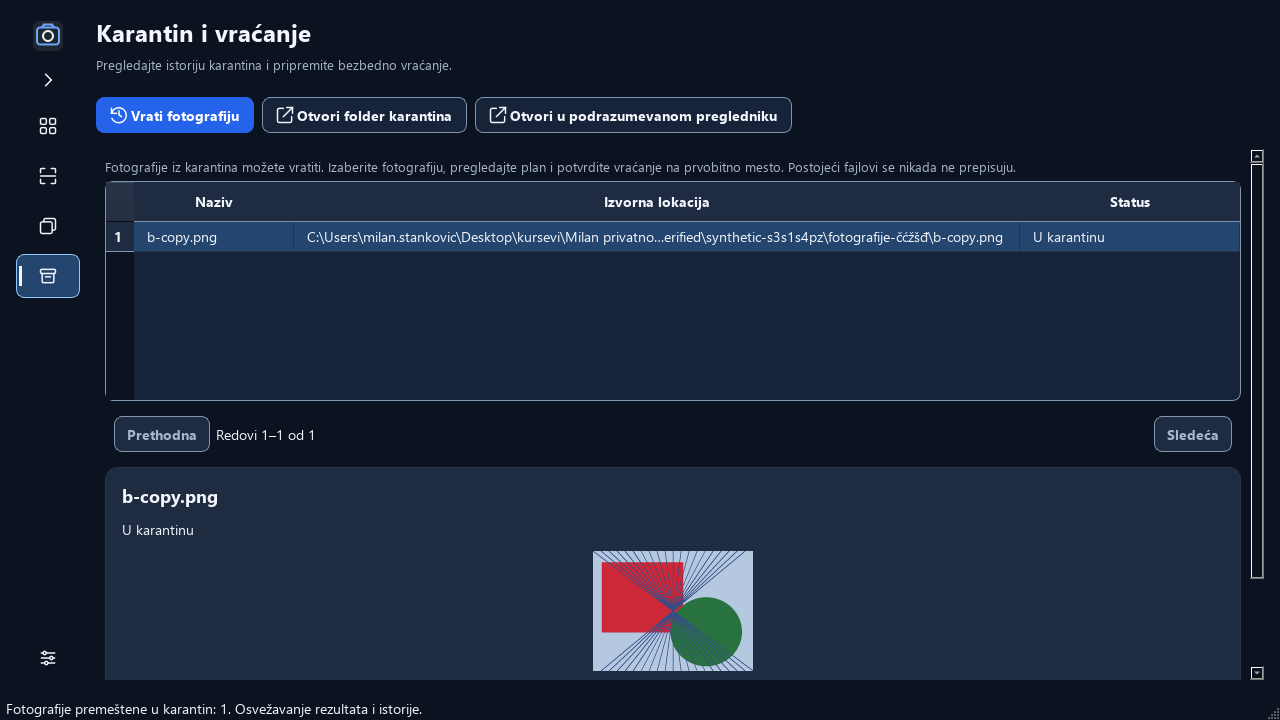 Karantin i vraćanje
Pregledajte istoriju karantina i pripremite bezbedno vraćanje.
Vrati fotografiju
Otvori folder karantina
Otvori u podrazumevanom pregledniku
Fotografije iz karantina možete vratiti. Izaberite fotografiju, pregledajte plan i potvrdite vraćanje na prvobitno mesto. Postojeći fajlovi se nikada ne prepisuju.
Naziv Izvorna lokacija Status
1 b-copy.png C:\Users\milan.stankovic\Desktop\kursevi\Milan privatno...erified\synthetic-s3s1s4pz\fotografije-čćžšđ\b-copy.png U karantinu
Prethodna Redovi 1–1 od 1 Sledeća
b-copy.png
U karantinu
Fotografije premeštene u karantin: 1. Osvežavanje rezultata i istorije.